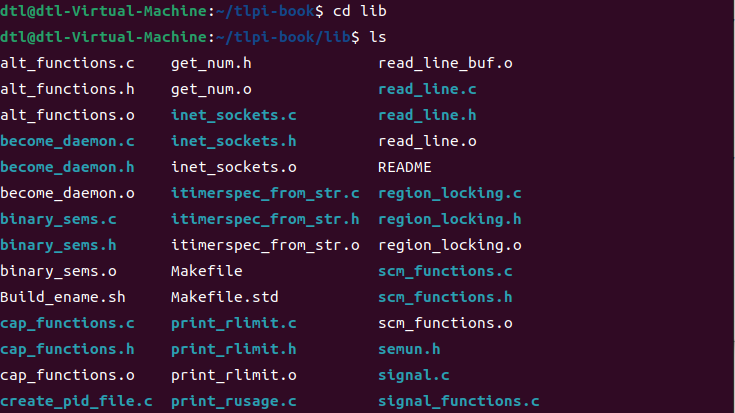 dtl@dtl-Virtual-Machine:~/tlpi-book$ cd lib
dtl@dtl-Virtual-Machine:~/tlpi-book/lib$ ls
alt_functions.c get_num.h read_line_buf.o
alt_functions.h get_num.o read_line.c
alt_functions.o inet_sockets.c read_line.h
become_daemon.c inet_sockets.h read_line.o
become_daemon.h inet_sockets.o README
become_daemon.o itimerspec_from_str.c region_locking.c
binary_sems.c itimerspec_from_str.h region_locking.h
binary_sems.h itimerspec_from_str.o region_locking.o
binary_sems.o Makefile scm_functions.c
Build_ename.sh Makefile.std scm_functions.h
cap_functions.c print_rlimit.c scm_functions.o
cap_functions.h print_rlimit.h semun.h
cap_functions.o print_rlimit.o signal.c
create_pid_file.c print_rusage.c signal_functions.c